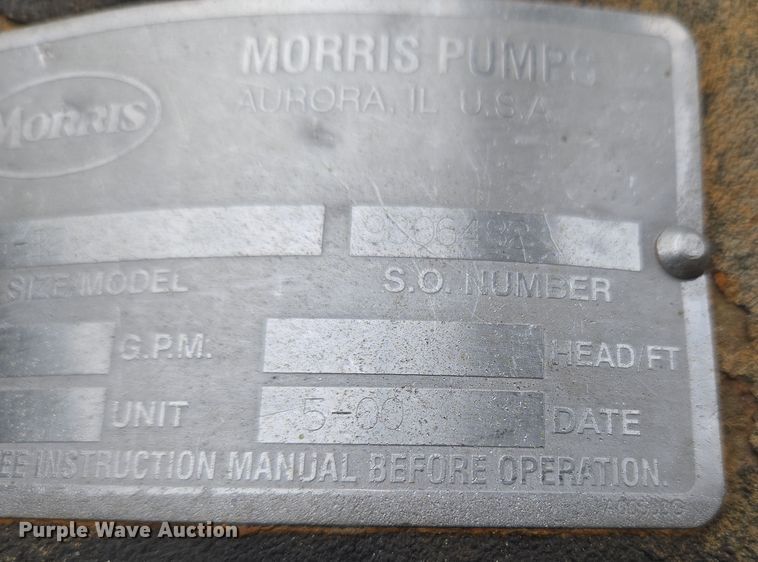 MORRIS PUMPS
AURORA, IL U.S.A.
MORRIS
SIZE/MODEL
S.O. NUMBER
G.P.M.
HEAD/FT
UNIT
5-00
DATE
INSTRUCTION MANUAL BEFORE OPERATION.
Purple Wave Auction